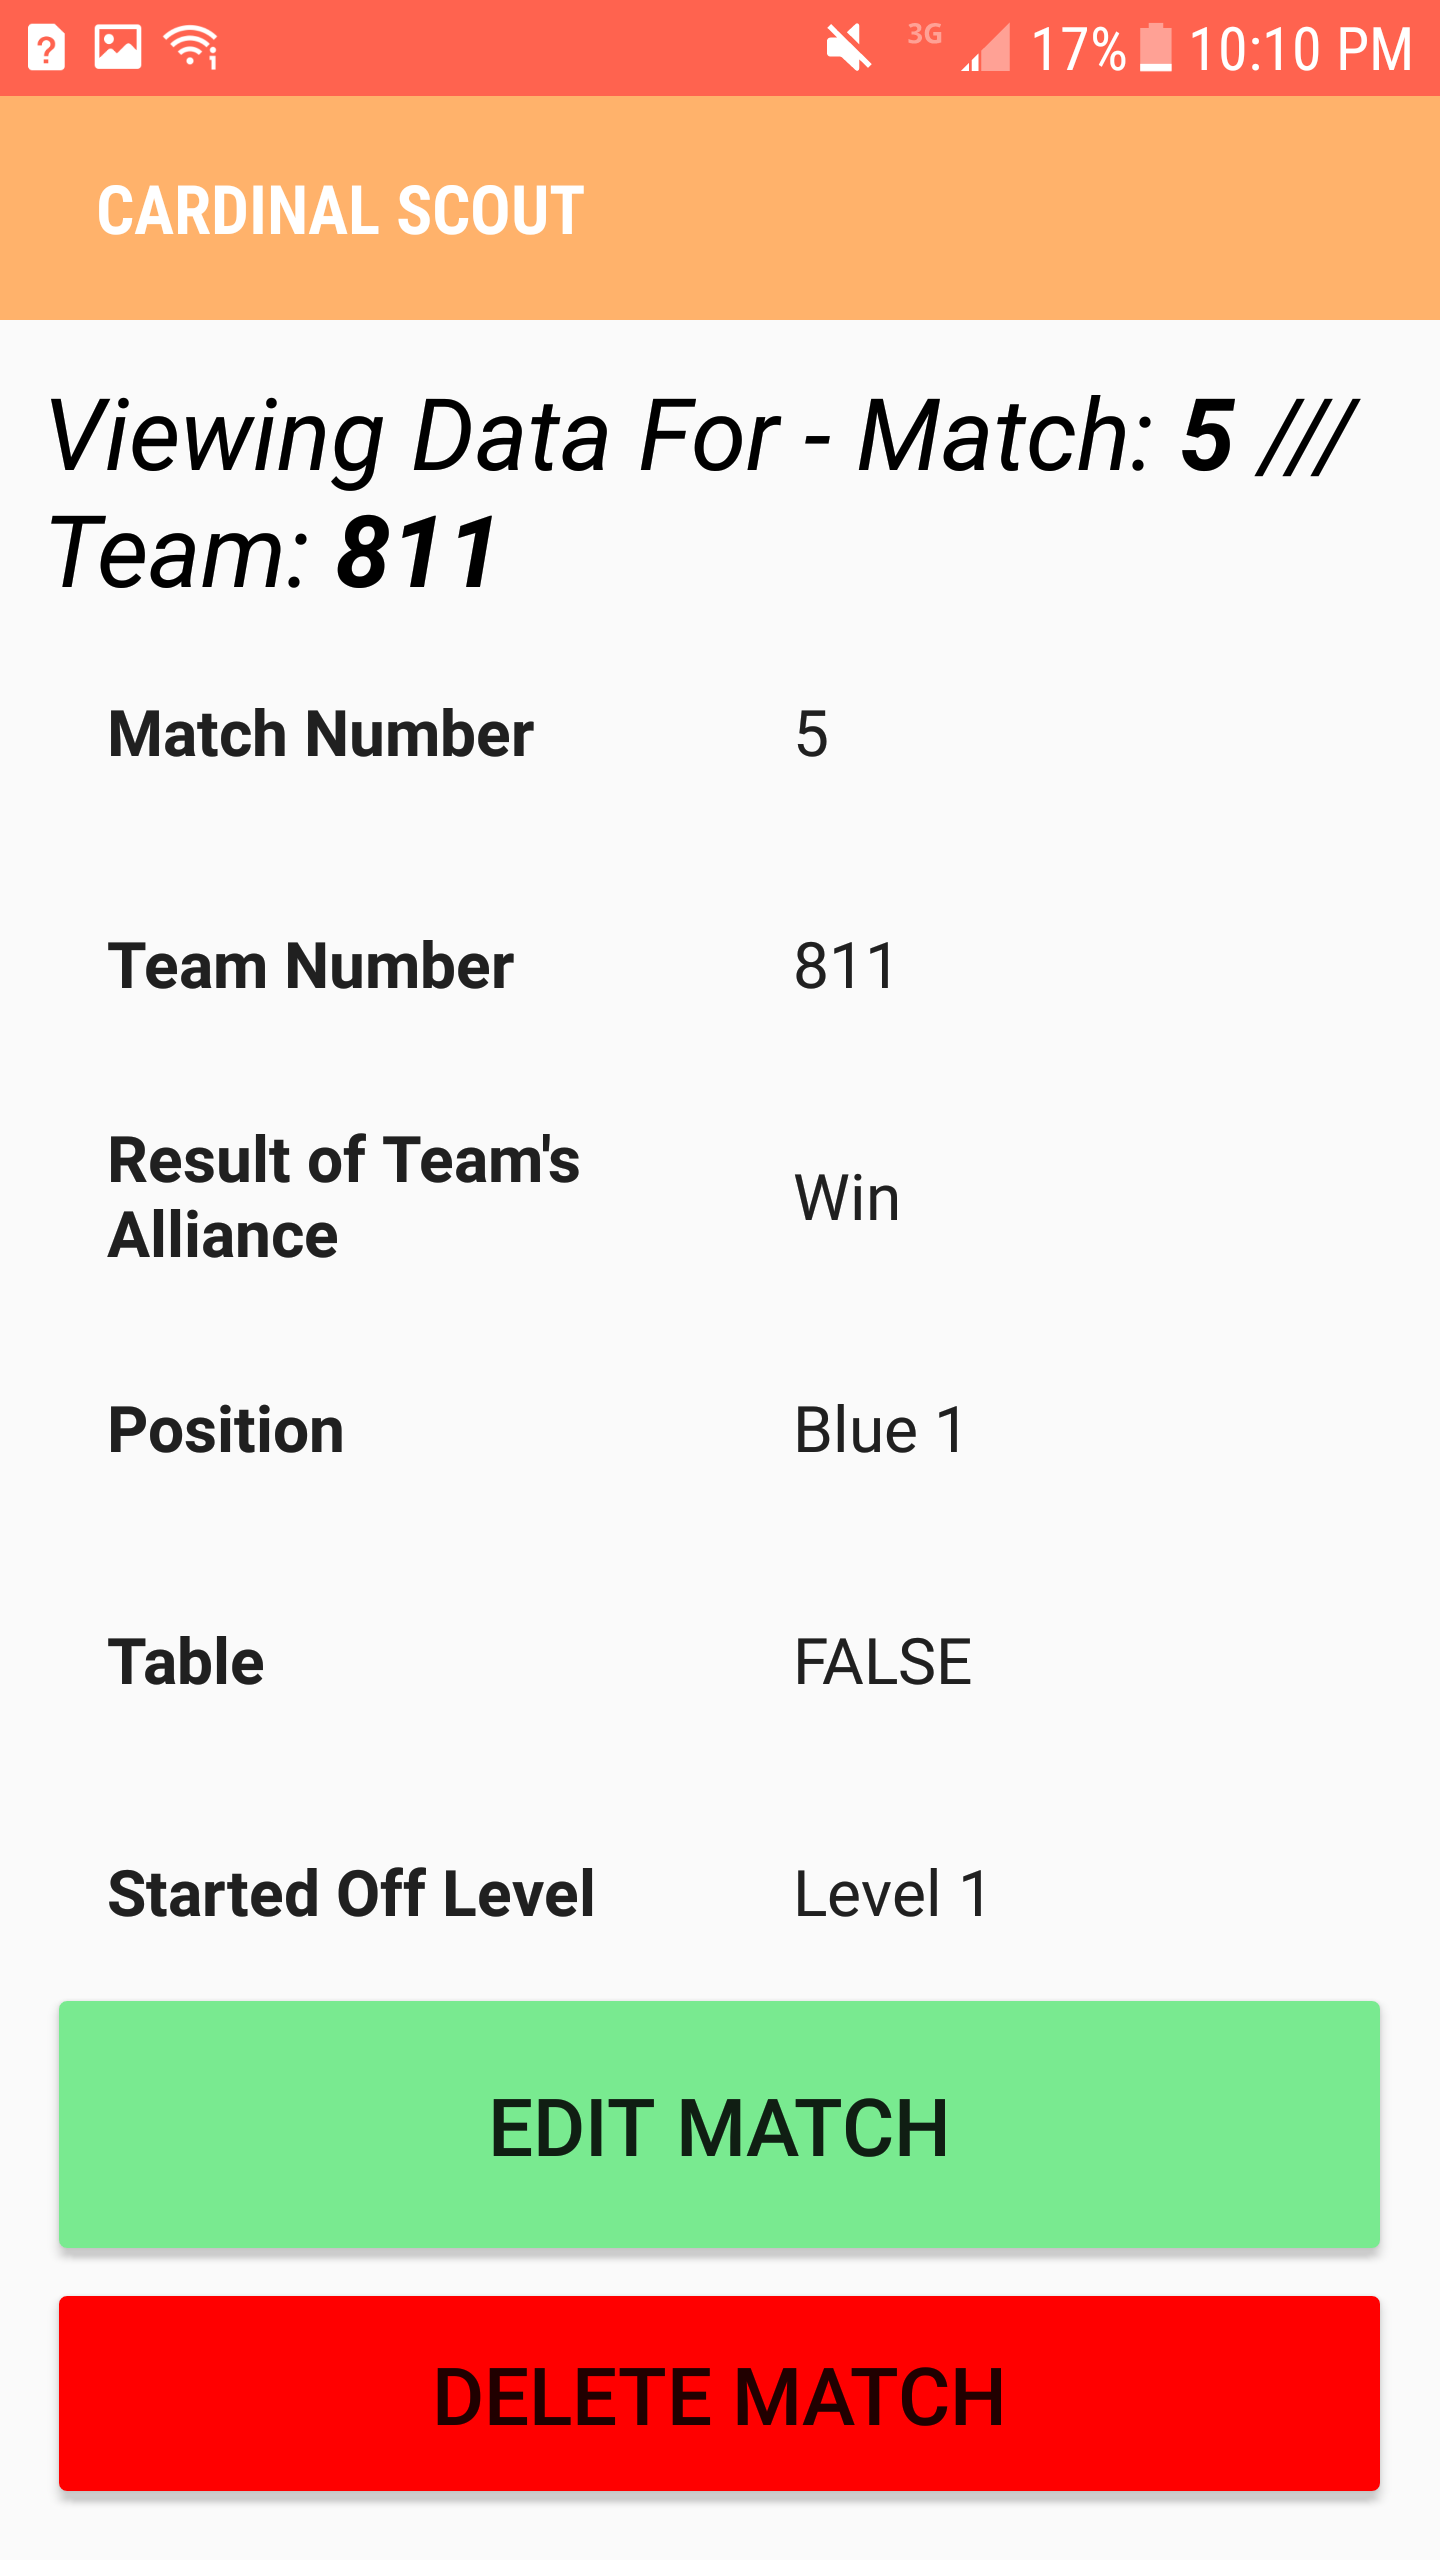 3G 17% 10:10 PM
CARDINAL SCOUT
Viewing Data For - Match: 5 ///
Team: 811
Match Number 5
Team Number 811
Result of Team's
Alliance
Win
Position Blue 1
Table FALSE
Started Off Level Level 1
EDIT MATCH
DELETE MATCH